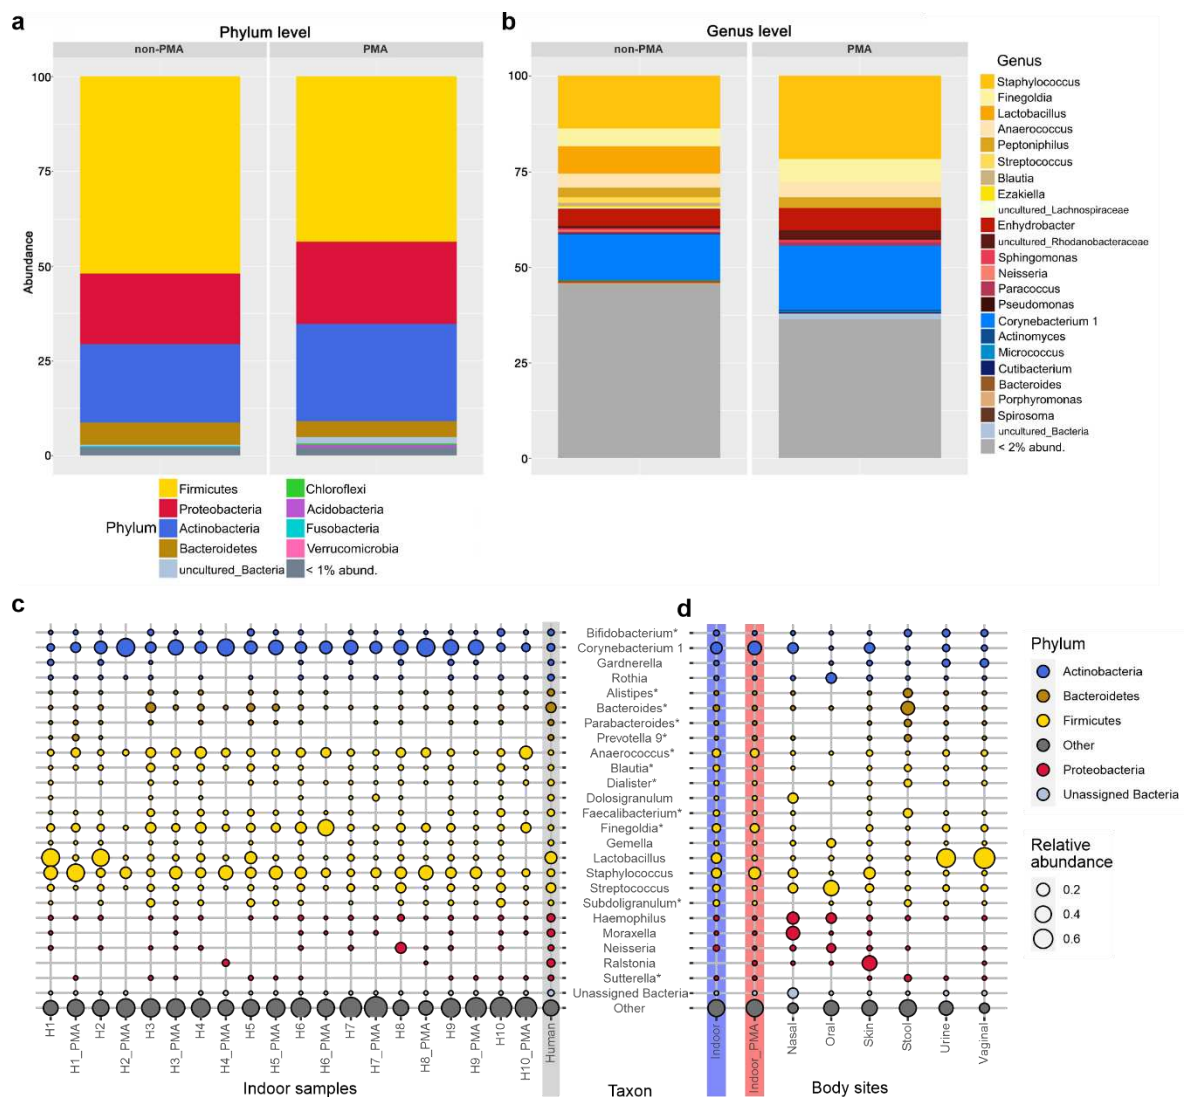 a
Phylum level
non-PMA
PMA
100
75
50
25
0
Abundance
Phylum
Firmicutes
Proteobacteria
Actinobacteria
Bacteroidetes
uncultured_Bacteria
Chloroflexi
Acidobacteria
Fusobacteria
Verrucomicrobia
< 1% abund.
b
Genus level
non-PMA
PMA
100
75
50
25
0
Genus
Staphylococcus
Finegoldia
Lactobacillus
Anaerococcus
Peptoniphilus
Streptococcus
Blautia
Ezakiella
uncultured_Lachnospiraceae
Enhydrobacter
uncultured_Rhodanobacteraceae
Sphingomonas
Neisseria
Paracoccus
Pseudomonas
Corynebacterium 1
Actinomyces
Micrococcus
Cutibacterium
Bacteroides
Porphyromonas
Spirosoma
uncultured_Bacteria
< 2% abund.
c
H1
H1_PMA
H2
H2_PMA
H3
H3_PMA
H4
H4_PMA
H5
H5_PMA
H6
H6_PMA
H7
H7_PMA
H8
H8_PMA
H9
H9_PMA
H10
H10_PMA
Human
Indoor samples
Bifidobacterium*
Corynebacterium 1
Gardnerella
Rothia
Alistipes*
Bacteroides*
Parabacteroides*
Prevotella 9*
Anaerococcus*
Blautia*
Dialister*
Dolosigranulum
Faecalibacterium*
Finegoldia*
Gemella
Lactobacillus
Staphylococcus
Streptococcus
Subdoligranulum*
Haemophilus
Moraxella
Neisseria
Ralstonia
Sutterella*
Unassigned Bacteria
Other
Taxon
d
Indoor
Indoor_PMA
Nasal
Oral
Skin
Stool
Urine
Vaginal
Body sites
Phylum
Actinobacteria
Bacteroidetes
Firmicutes
Other
Proteobacteria
Unassigned Bacteria
Relative
abundance
0.2
0.4
0.6